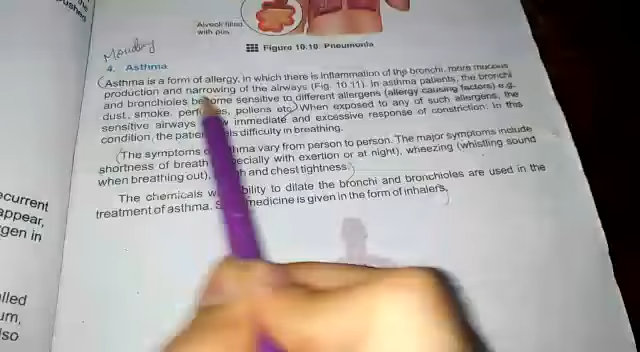 pushes
the
Alveoli filled
with pus
Figure 10.10 Pneumonia
Monday
4. Asthma
(Asthma is a form of allergy, in which there is inflammation of the bronchi, more mucous
production and narrowing of the airways (Fig. 10.11). In asthma patients, the bronchi
and bronchioles become sensitive to different allergens (allergy causing factors) e.g.
dust, smoke, perfumes, pollens etc) When exposed to any of such allergens, the
sensitive airways immediate and excessive response of constriction. In this
condition, the patient difficulty in breathing.
(The symptoms of asthma vary from person to person. The major symptoms include
shortness of breath (especially with exertion or at night), wheezing (whistling sound
when breathing out), and chest tightness.)
The chemicals ability to dilate the bronchi and bronchioles are used in the
treatment of asthma. medicine is given in the form of inhalers.
current
appear,
gen in
lled
um,
lso